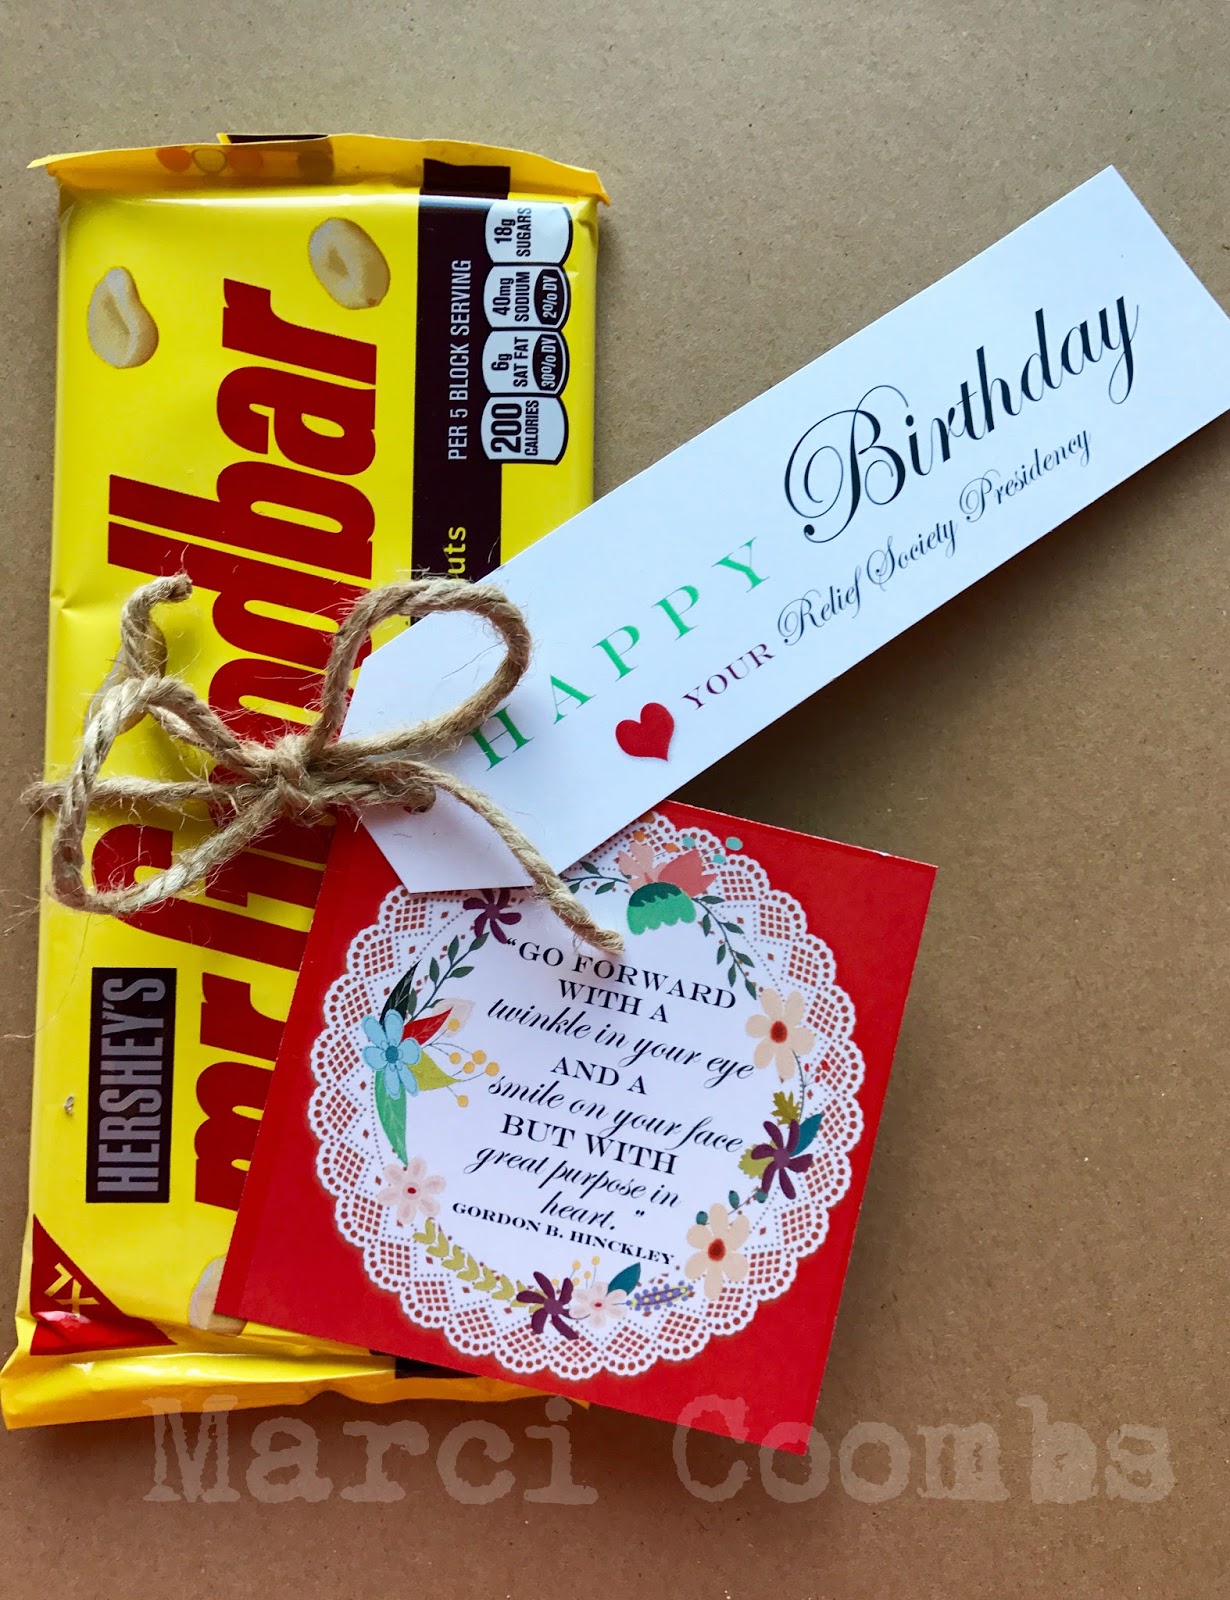 HERSHEY'S
mr Goodbar
7X
PER 5 BLOCK SERVING
200
CALORIES
6g
SAT FAT
30% DV
40mg
SODIUM
2% DV
18g
SUGARS
HAPPY Birthday
YOUR Relief Society Presidency
"GO FORWARD
WITH A
twinkle in your eye
AND A
smile on your face
BUT WITH
great purpose in
heart."
GORDON B. HINCKLEY
Marci Coombs